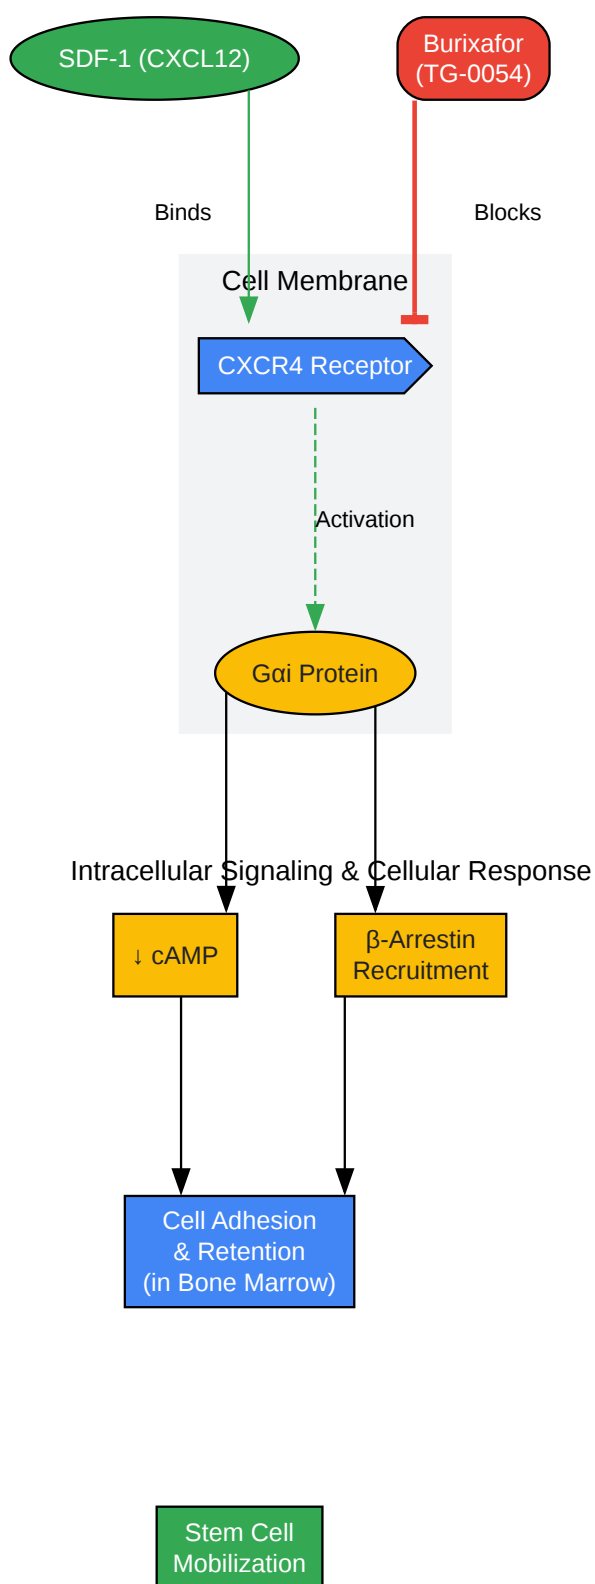 SDF-1 (CXCL12)
Burixafor
(TG-0054)
Binds
Blocks
Cell Membrane
CXCR4 Receptor
Activation
Gαi Protein
Intracellular Signaling & Cellular Response
↓ cAMP
β-Arrestin
Recruitment
Cell Adhesion
& Retention
(in Bone Marrow)
Stem Cell
Mobilization